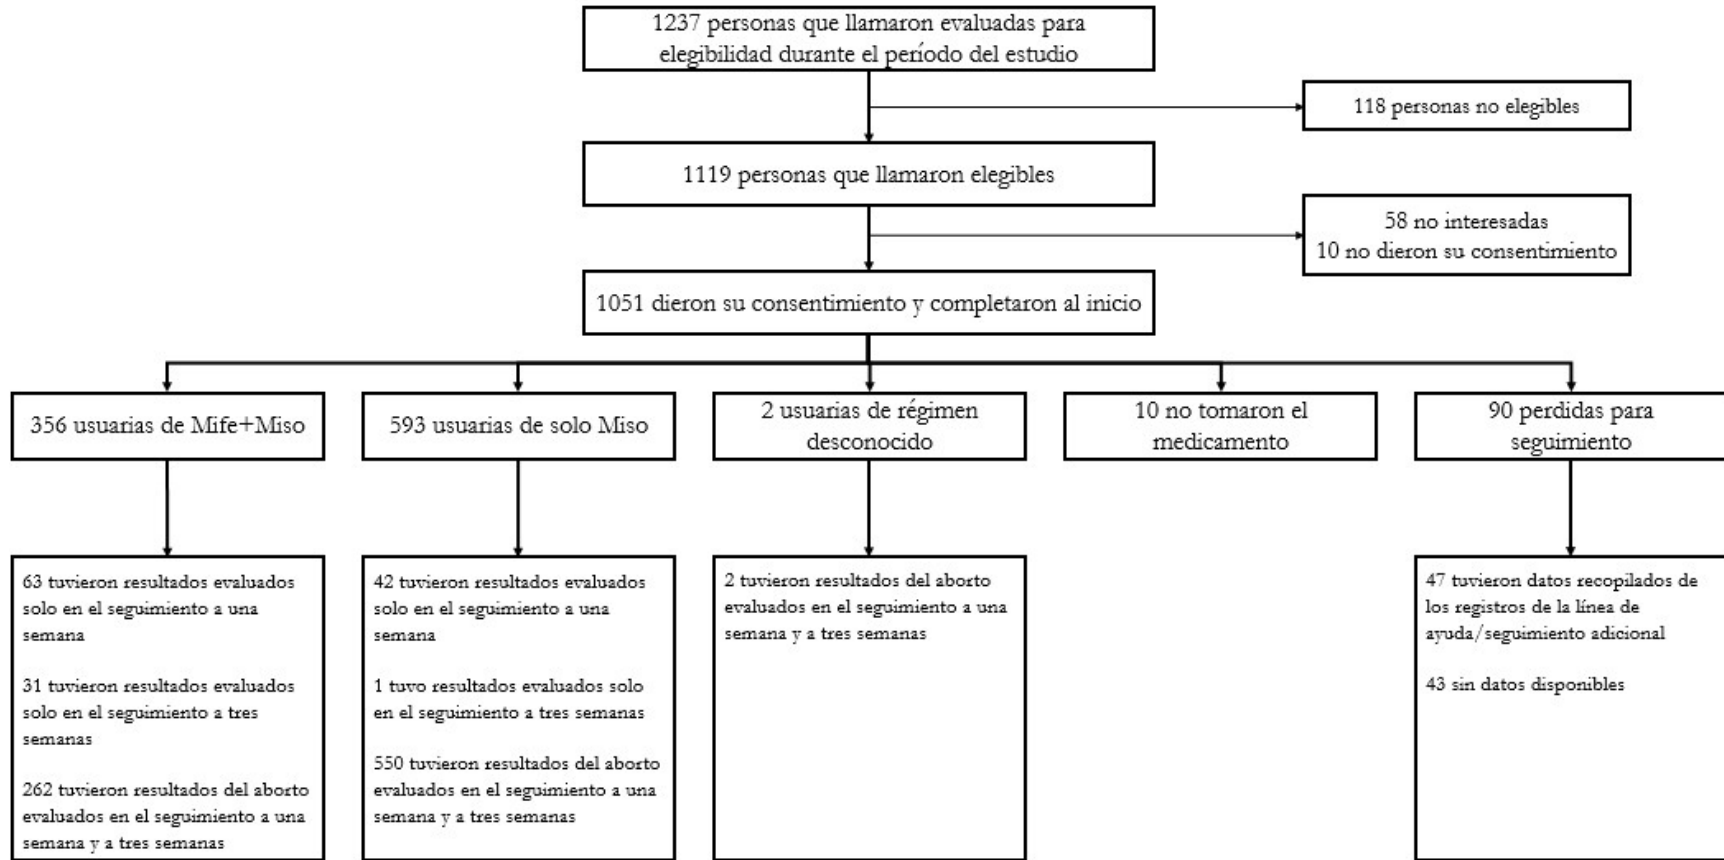 1237 personas que llamaron evaluadas para
elegibilidad durante el período del estudio
118 personas no elegibles
1119 personas que llamaron elegibles
58 no interesadas
10 no dieron su consentimiento
1051 dieron su consentimiento y completaron al inicio
356 usuarias de Mife+Miso
593 usuarias de solo Miso
2 usuarias de régimen
desconocido
10 no tomaron el
medicamento
90 perdidas para
seguimiento
63 tuvieron resultados evaluados
solo en el seguimiento a una
semana
31 tuvieron resultados evaluados
solo en el seguimiento a tres
semanas
262 tuvieron resultados del aborto
evaluados en el seguimiento a una
semana y a tres semanas
42 tuvieron resultados evaluados
solo en el seguimiento a una
semana
1 tuvo resultados evaluados solo
en el seguimiento a tres semanas
550 tuvieron resultados del aborto
evaluados en el seguimiento a una
semana y a tres semanas
2 tuvieron resultados del aborto
evaluados en el seguimiento a una
semana y a tres semanas
47 tuvieron datos recopilados de
los registros de la línea de
ayuda/seguimiento adicional
43 sin datos disponibles